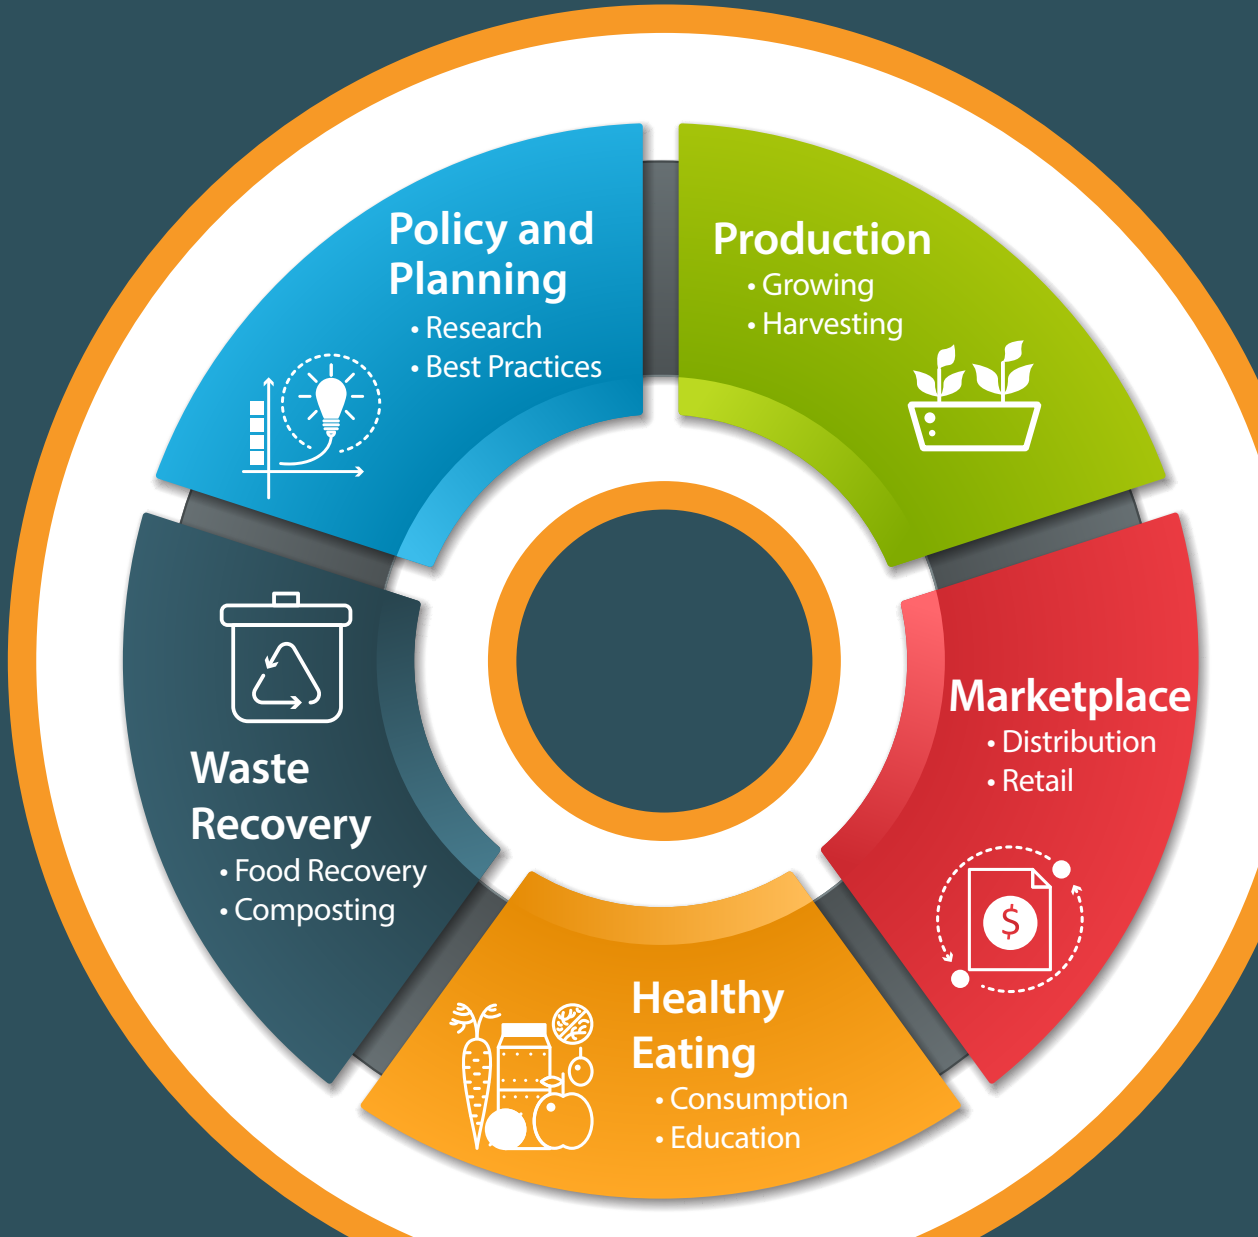 Policy and
Planning
• Research
• Best Practices
Production
• Growing
• Harvesting
Marketplace
• Distribution
• Retail
$
Healthy
Eating
• Consumption
• Education
Waste
Recovery
• Food Recovery
• Composting